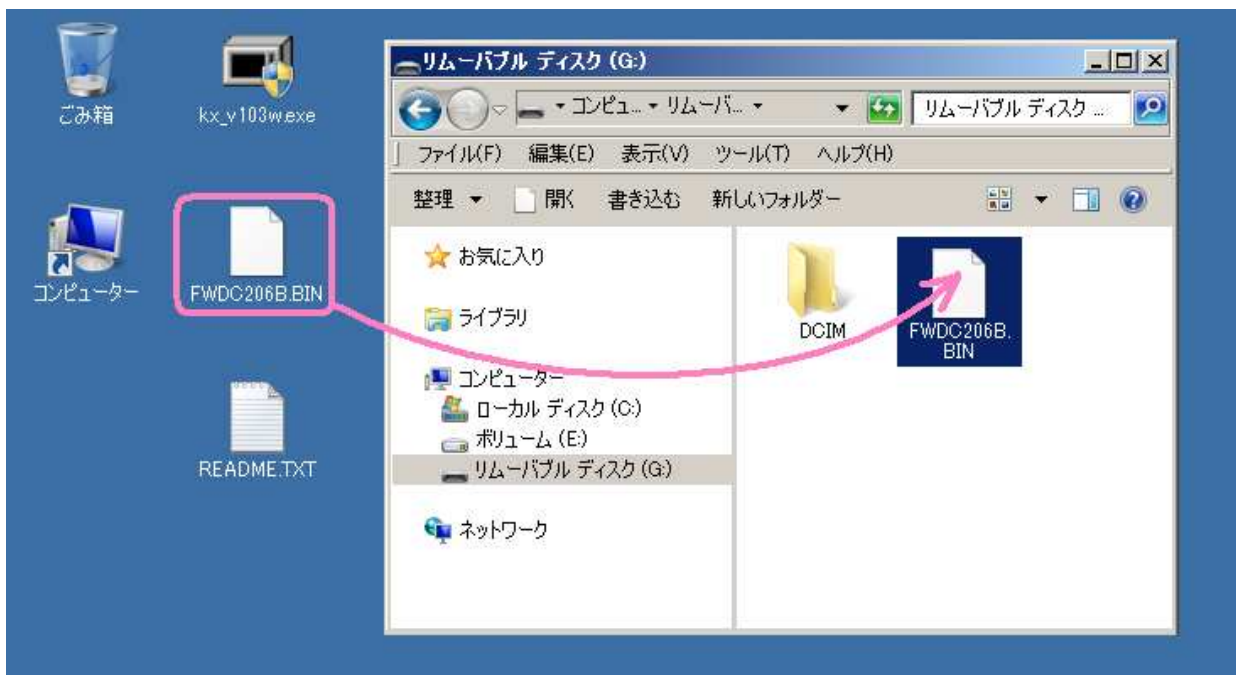 ごみ箱
kx_v103w.exe
コンピューター
FWDC206B.BIN
README.TXT
リムーバブル ディスク (G:)
コンピュ... リムーバ...
リムーバブル ディスク ...
ファイル(F) 編集(E) 表示(V) ツール(T) ヘルプ(H)
整理 開く 書き込む 新しいフォルダー
お気に入り
ライブラリ
コンピューター
ローカル ディスク (C:)
ボリューム (E:)
リムーバブル ディスク (G:)
ネットワーク
DCIM
FWDC206B.
BIN